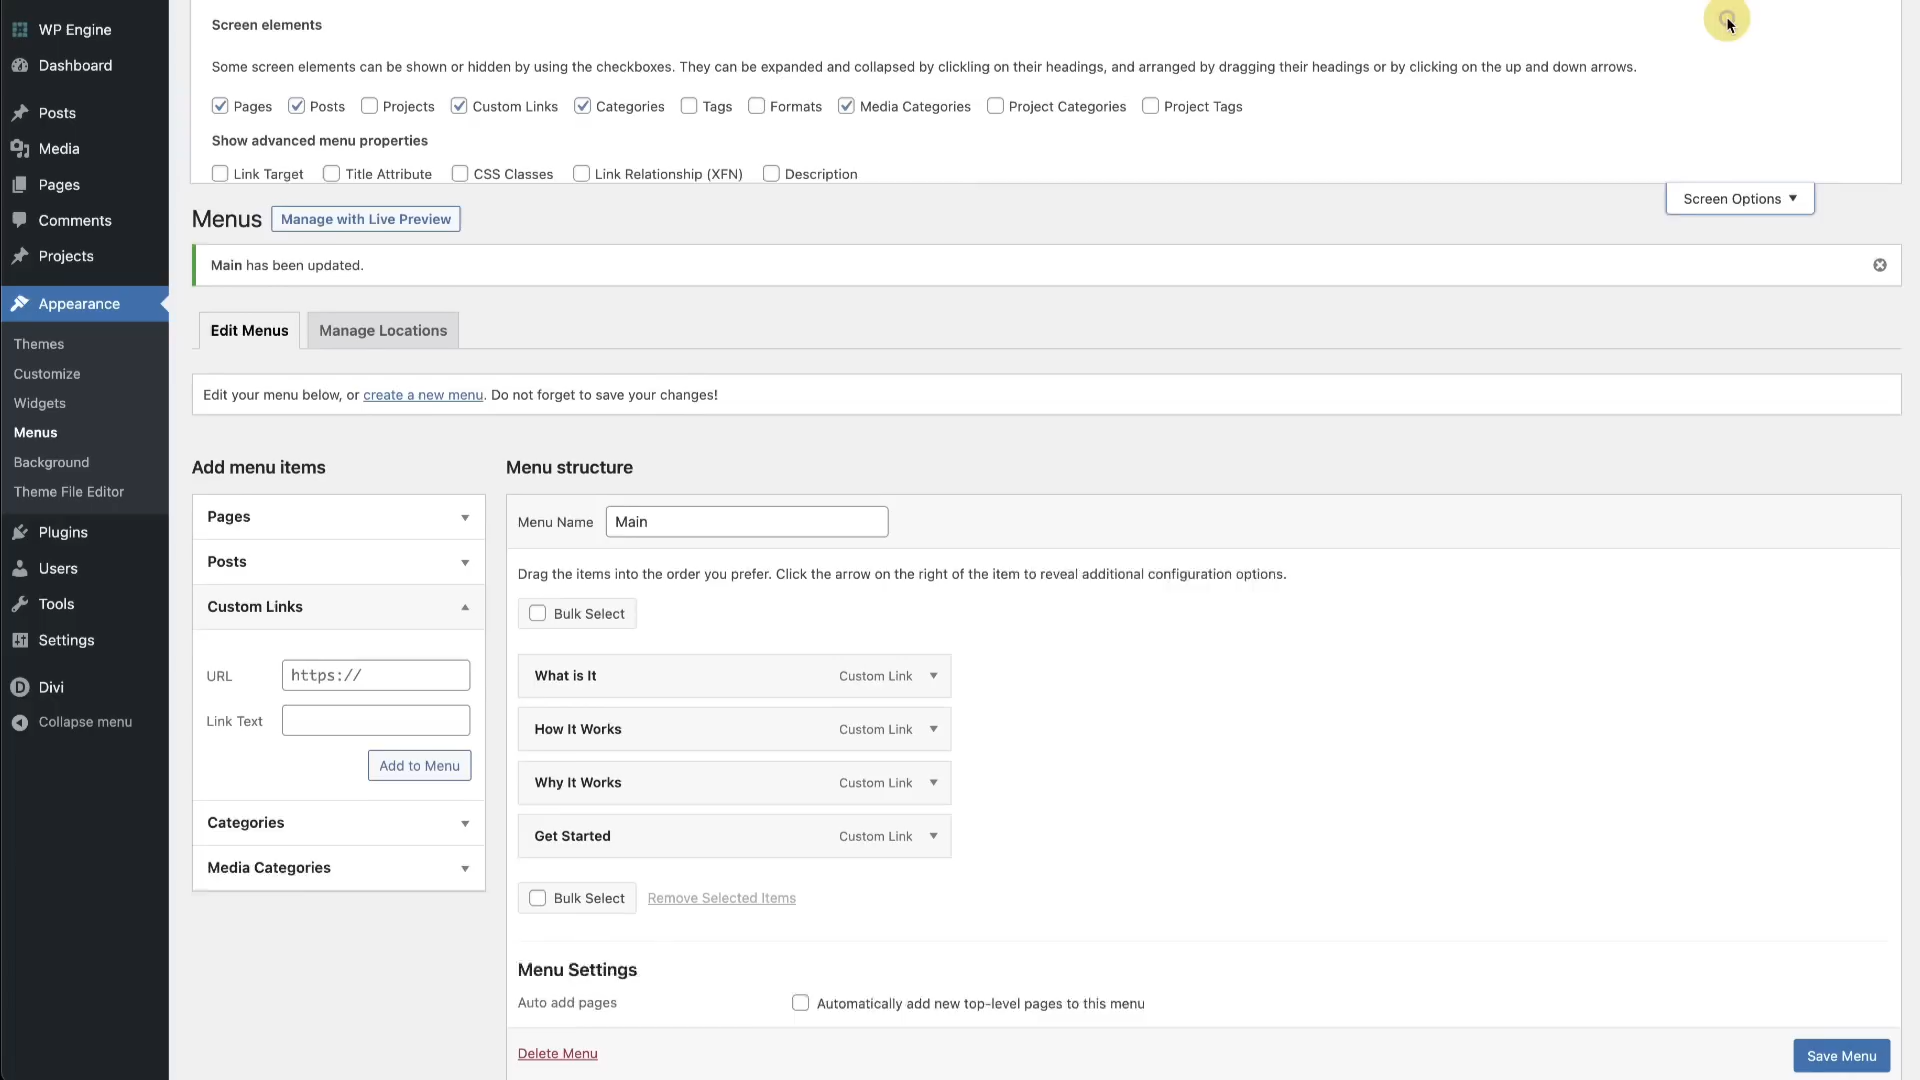 WP Engine
Dashboard
Posts
Media
Pages
Comments
Projects
Appearance
Themes
Customize
Widgets
Menus
Background
Theme File Editor
Plugins
Users
Tools
Settings
Divi
Collapse menu
Screen elements
Some screen elements can be shown or hidden by using the checkboxes. They can be expanded and collapsed by clickling on their headings, and arranged by dragging their headings or by clicking on the up and down arrows.
Pages Posts Projects Custom Links Categories Tags Formats Media Categories Project Categories Project Tags
Show advanced menu properties
Link Target Title Attribute CSS Classes Link Relationship (XFN) Description
Screen Options
Menus Manage with Live Preview
Main has been updated.
Edit Menus Manage Locations
Edit your menu below, or create a new menu. Do not forget to save your changes!
Add menu items
Pages
Posts
Custom Links
URL https://
Link Text
Add to Menu
Categories
Media Categories
Menu structure
Menu Name Main
Drag the items into the order you prefer. Click the arrow on the right of the item to reveal additional configuration options.
Bulk Select
What is It Custom Link
How It Works Custom Link
Why It Works Custom Link
Get Started Custom Link
Bulk Select Remove Selected Items
Menu Settings
Auto add pages Automatically add new top-level pages to this menu
Delete Menu Save Menu